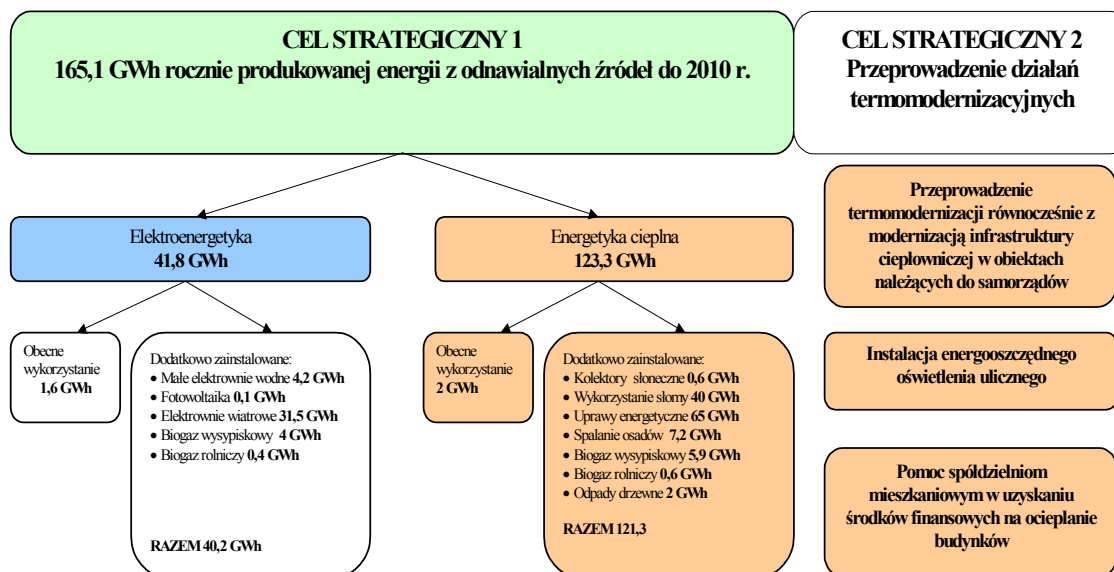 CEL STRATEGICZNY 1
165,1 GWh rocznie produkowanej energii z odnawialnych źródeł do 2010 r.
CEL STRATEGICZNY 2
Przeprowadzenie działań
termomodernizacyjnych
Elektroenergetyka
41,8 GWh
Energetyka cieplna
123,3 GWh
Przeprowadzenie
termomodernizacji równocześnie z
modernizacją infrastruktury
ciepłowniczej w obiektach
należących do samorządów
Obecne
wykorzystanie
1,6 GWh
Dodatkowo zainstalowane:
• Małe elektrownie wodne 4,2 GWh
• Fotowoltaika 0,1 GWh
• Elektrownie wiatrowe 31,5 GWh
• Biogaz wysypiskowy 4 GWh
• Biogaz rolniczy 0,4 GWh
RAZEM 40,2 GWh
Obecne
wykorzystanie
2 GWh
Dodatkowo zainstalowane:
• Kolektory słoneczne 0,6 GWh
• Wykorzystanie słomy 40 GWh
• Uprawy energetyczne 65 GWh
• Spalanie osadów 7,2 GWh
• Biogaz wysypiskowy 5,9 GWh
• Biogaz rolniczy 0,6 GWh
• Odpady drzewne 2 GWh
RAZEM 121,3
Instalacja energooszczędnego
oświetlenia ulicznego
Pomoc spółdzielniom
mieszkaniowym w uzyskaniu
środków finansowych na ocieplanie
budynków